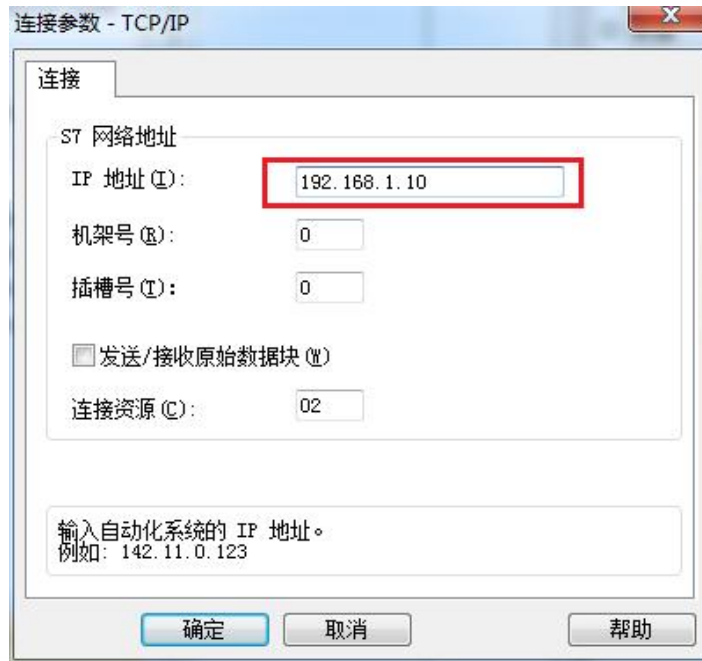 连接参数 - TCP/IP
连接
S7 网络地址
IP 地址(I):
192.168.1.10
机架号(R):
0
插槽号(T):
0
发送/接收原始数据块(W)
连接资源(C):
02
输入自动化系统的 IP 地址。
例如: 142.11.0.123
确定
取消
帮助